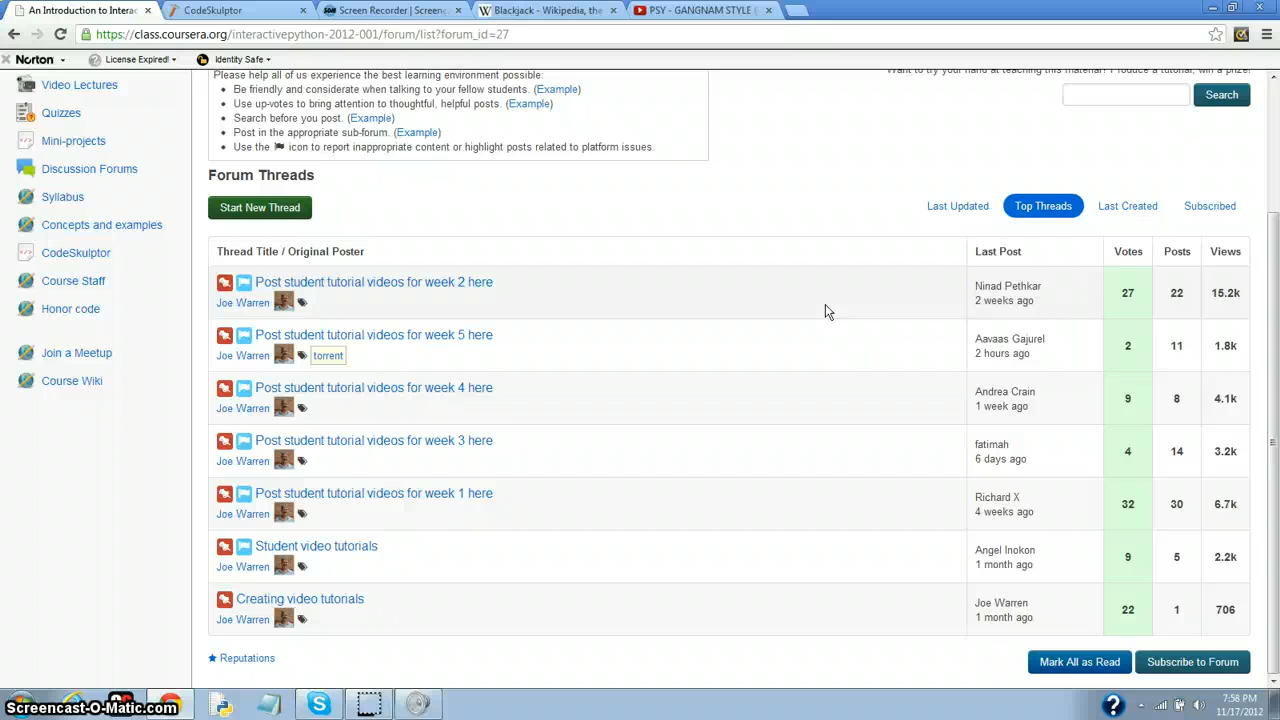 An Introduction to Interac
CodeSkulptor
Screen Recorder | Screenc
Blackjack - Wikipedia, the
PSY - GANGNAM STYLE (
https://class.coursera.org/interactivepython-2012-001/forum/list?forum_id=27
Norton
License Expired!
Identity Safe
Video Lectures
Quizzes
Mini-projects
Discussion Forums
Syllabus
Concepts and examples
CodeSkulptor
Course Staff
Honor code
Join a Meetup
Course Wiki
Please help all of us experience the best learning environment possible:
Be friendly and considerate when talking to your fellow students. (Example)
Use up-votes to bring attention to thoughtful, helpful posts. (Example)
Search before you post. (Example)
Post in the appropriate sub-forum. (Example)
Use the icon to report inappropriate content or highlight posts related to platform issues.
Want to try your hand at teaching this material? Produce a tutorial, win a prize!
Search
Forum Threads
Start New Thread
Last Updated Top Threads Last Created Subscribed
Thread Title / Original Poster Last Post Votes Posts Views
Post student tutorial videos for week 2 here
Joe Warren
Ninad Pethkar
2 weeks ago
27 22 15.2k
Post student tutorial videos for week 5 here
Joe Warren torrent
Aavaas Gajurel
2 hours ago
2 11 1.8k
Post student tutorial videos for week 4 here
Joe Warren
Andrea Crain
1 week ago
9 8 4.1k
Post student tutorial videos for week 3 here
Joe Warren
fatimah
6 days ago
4 14 3.2k
Post student tutorial videos for week 1 here
Joe Warren
Richard X
4 weeks ago
32 30 6.7k
Student video tutorials
Joe Warren
Angel Inokon
1 month ago
9 5 2.2k
Creating video tutorials
Joe Warren
Joe Warren
1 month ago
22 1 706
Reputations
Mark All as Read Subscribe to Forum
Screencast-O-Matic.com
7:58 PM
11/17/2012